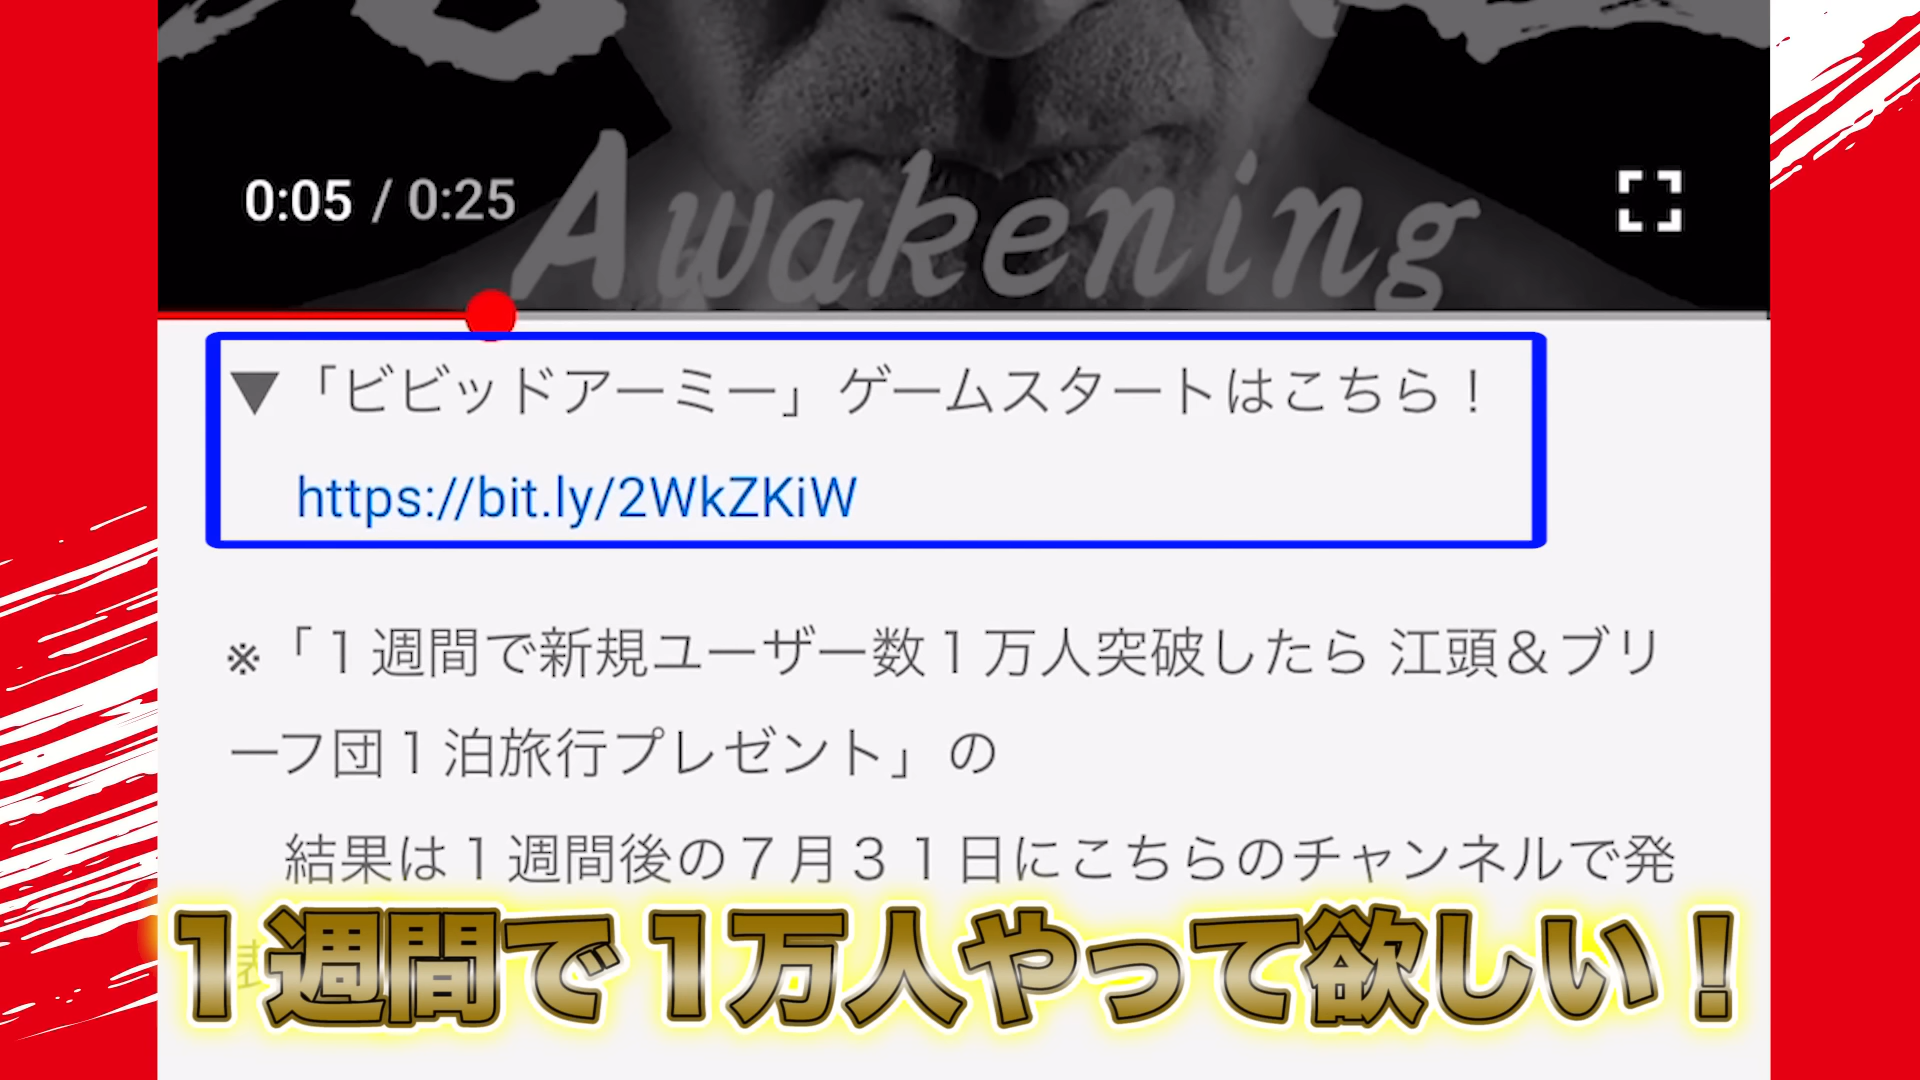 0:05 / 0:25
Awakening
▼「ビビッドアーミー」ゲームスタートはこちら！
https://bit.ly/2WkZKiW
※「１週間で新規ユーザー数１万人突破したら 江頭＆ブリ
ーフ団１泊旅行プレゼント」の
結果は１週間後の７月３１日にこちらのチャンネルで発
1週間で1万人やって欲しい！